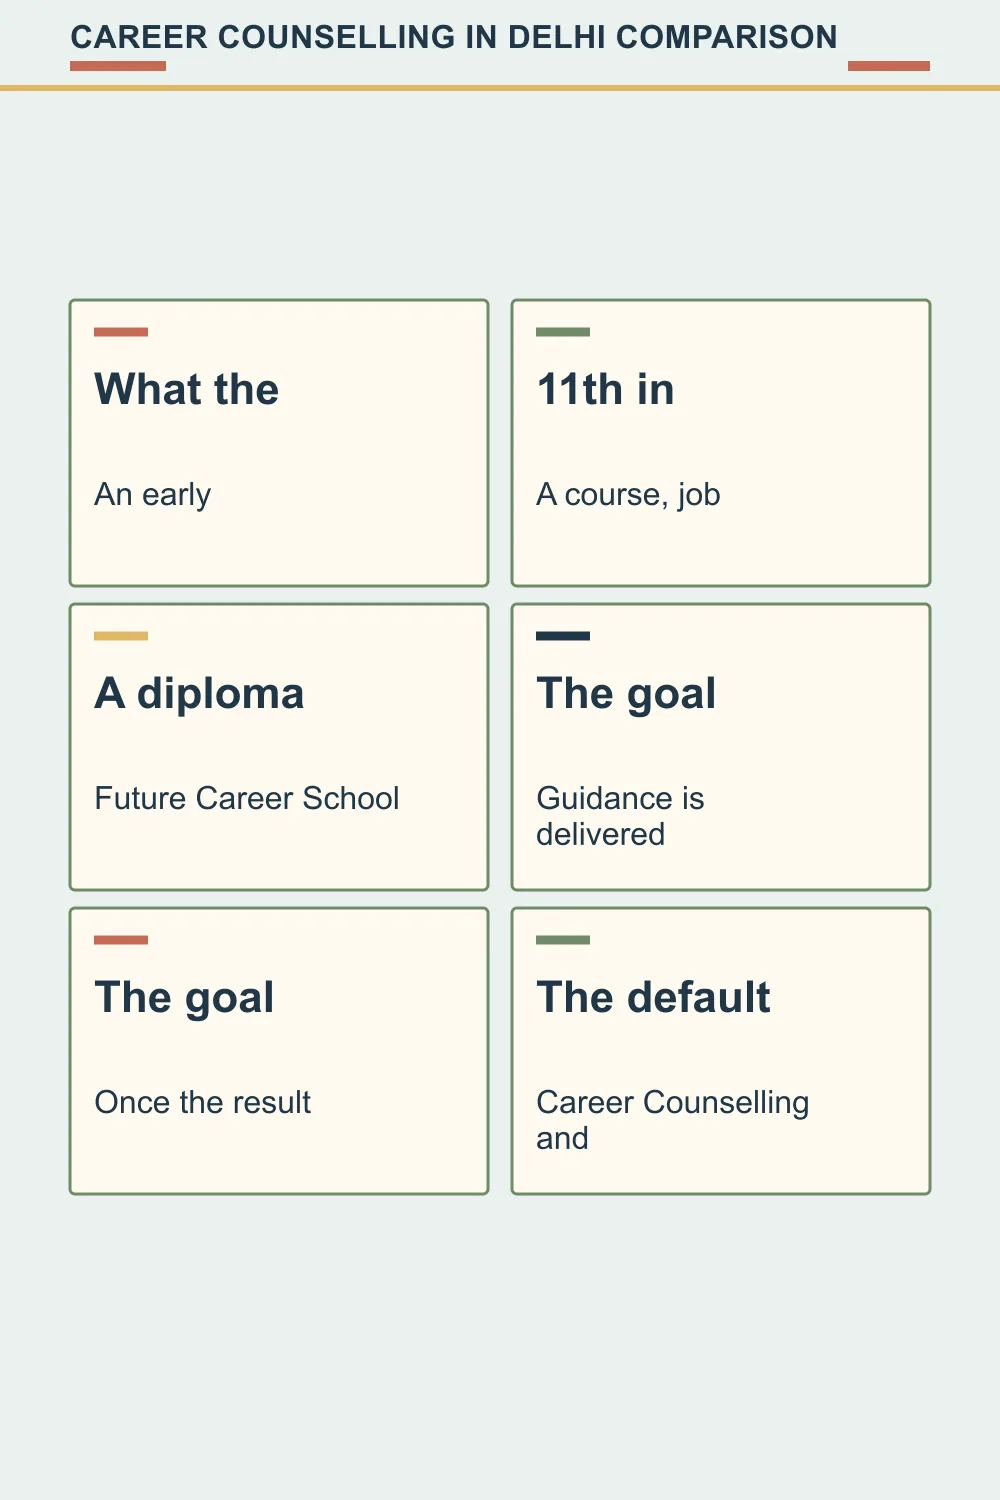 CAREER COUNSELLING IN DELHI COMPARISON
What the
An early
11th in
A course, job
A diploma
Future Career School
The goal
Guidance is
delivered
The goal
Once the result
The default
Career Counselling
and